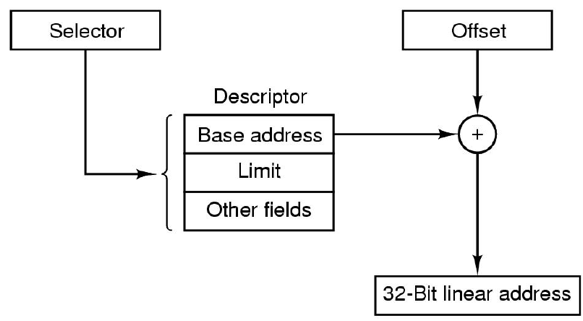 Selector
Offset
Descriptor
Base address
+
Limit
Other fields
32-Bit linear address